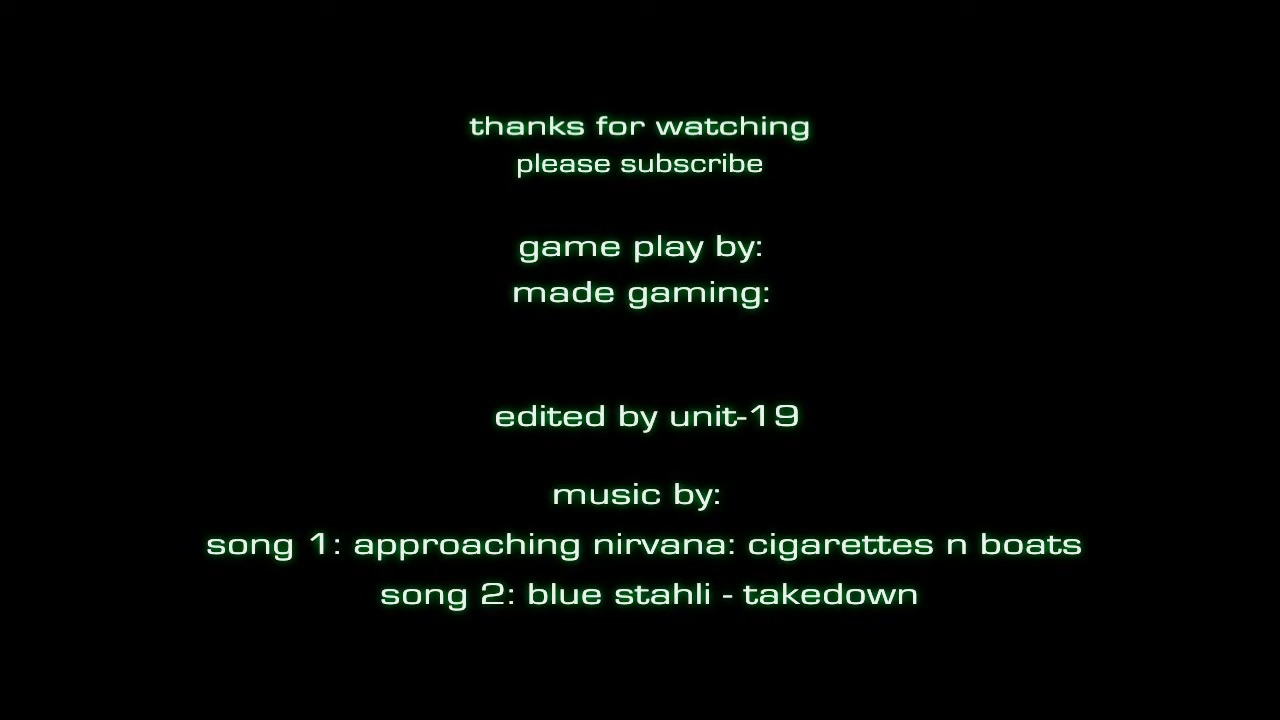 thanks for watching
please subscribe
game play by:
made gaming:
edited by unit-19
music by:
song 1: approaching nirvana: cigarettes n boats
song 2: blue stahli - takedown